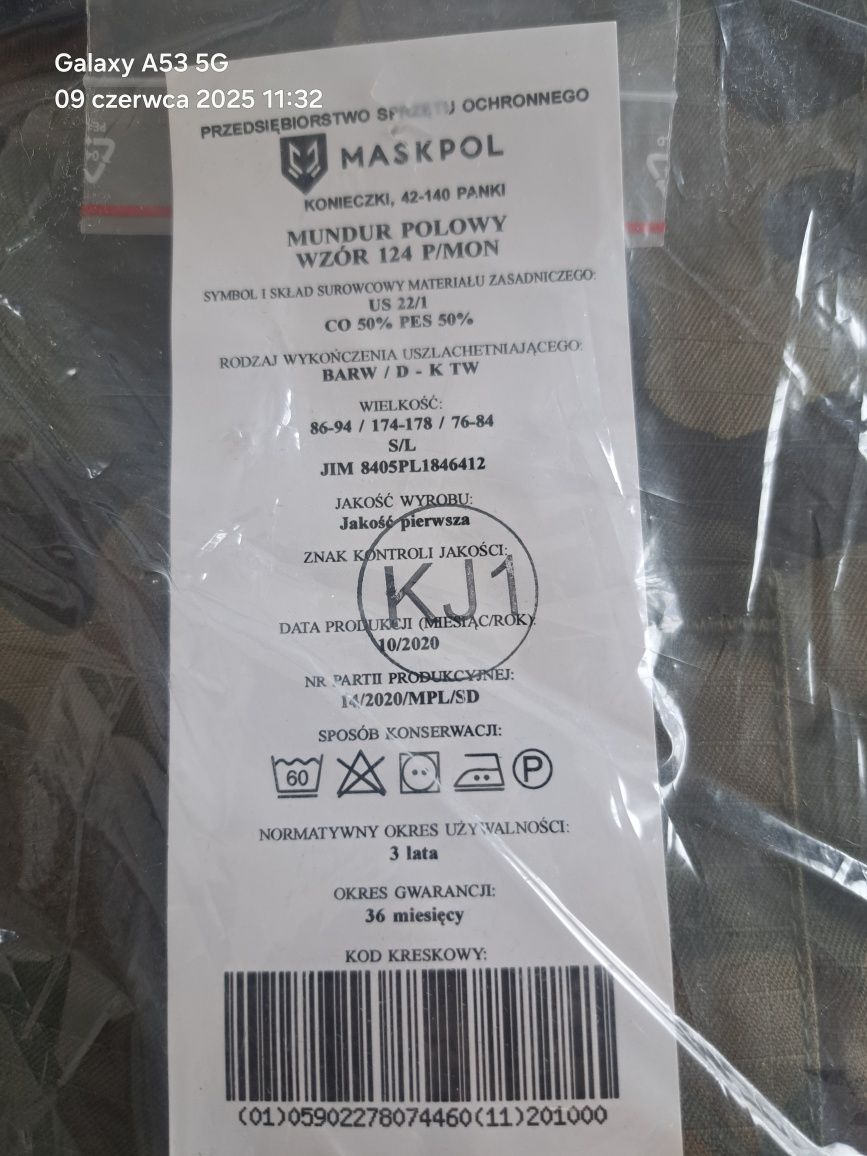 Galaxy A53 5G
09 czerwca 2025 11:32
PRZEDSIĘBIORSTWO SPRZĘTU OCHRONNEGO
MASKPOL
KONIECZKI, 42-140 PANKI
MUNDUR POLOWY
WZÓR 124 P/MON
SYMBOL I SKŁAD SUROWCOWY MATERIAŁU ZASADNICZEGO:
US 22/1
CO 50% PES 50%
RODZAJ WYKOŃCZENIA USZLACHETNIAJĄCEGO:
BARW / D - K TW
WIELKOŚĆ:
86-94 / 174-178 / 76-84
S/L
JIM 8405PL1846412
JAKOŚĆ WYROBU:
Jakość pierwsza
ZNAK KONTROLI JAKOŚCI:
KJ1
DATA PRODUKCJI (MIESIĄC/ROK):
10/2020
NR PARTII PRODUKCYJNEJ:
14/2020/MPL/SD
SPOSÓB KONSERWACJI:
60 P
NORMATYWNY OKRES UŻYWALNOŚCI:
3 lata
OKRES GWARANCJI:
36 miesięcy
KOD KRESKOWY:
(01)05902278074460(11)201000